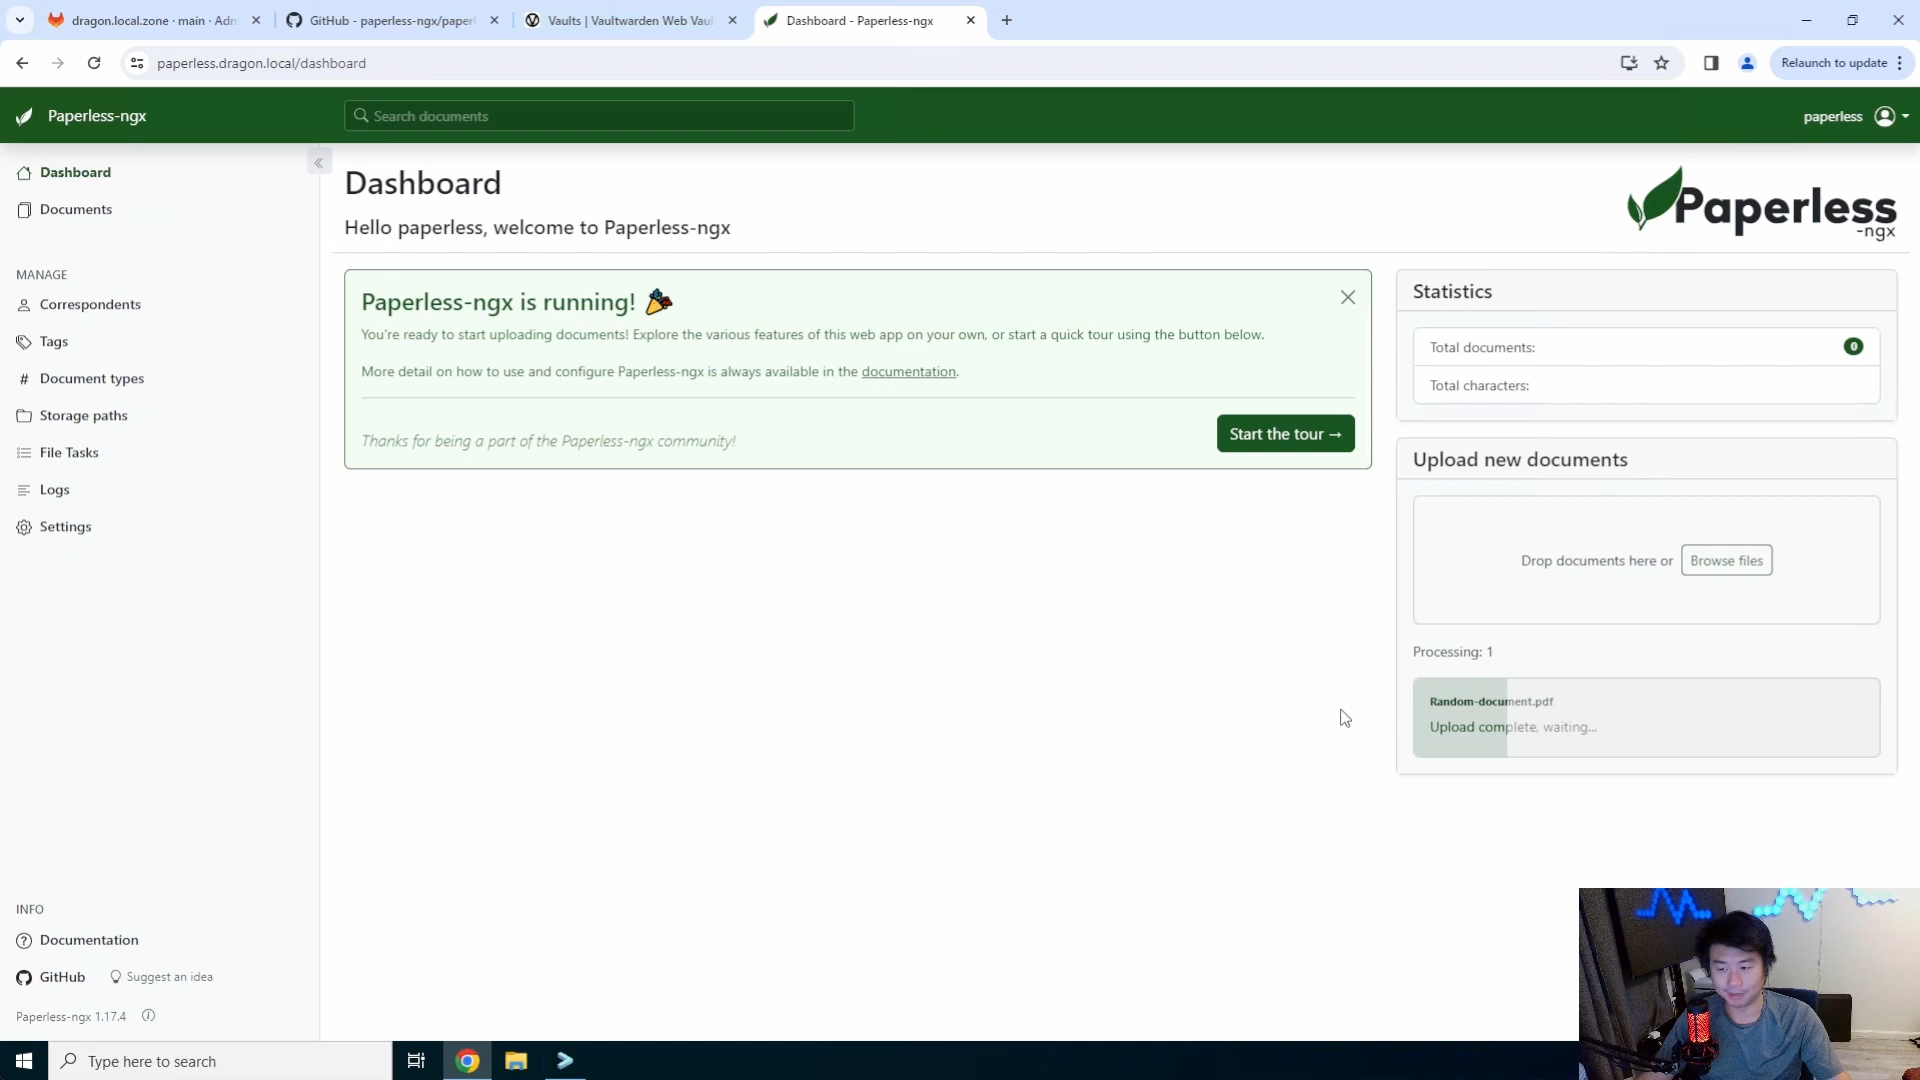 dragon.local.zone · main · Adm
GitHub - paperless-ngx/paperl
Vaults | Vaultwarden Web Vaul
Dashboard - Paperless-ngx
paperless.dragon.local/dashboard
Relaunch to update
Paperless-ngx
Search documents
paperless
Dashboard
Documents
MANAGE
Correspondents
Tags
Document types
Storage paths
File Tasks
Logs
Settings
INFO
Documentation
GitHub
Suggest an idea
Paperless-ngx 1.17.4
Dashboard
Hello paperless, welcome to Paperless-ngx
Paperless
-ngx
Paperless-ngx is running! 🎉
You're ready to start uploading documents! Explore the various features of this web app on your own, or start a quick tour using the button below.
More detail on how to use and configure Paperless-ngx is always available in the documentation.
Thanks for being a part of the Paperless-ngx community!
Start the tour →
Statistics
Total documents: 0
Total characters:
Upload new documents
Drop documents here or Browse files
Processing: 1
Random-document.pdf
Upload complete, waiting...
Type here to search